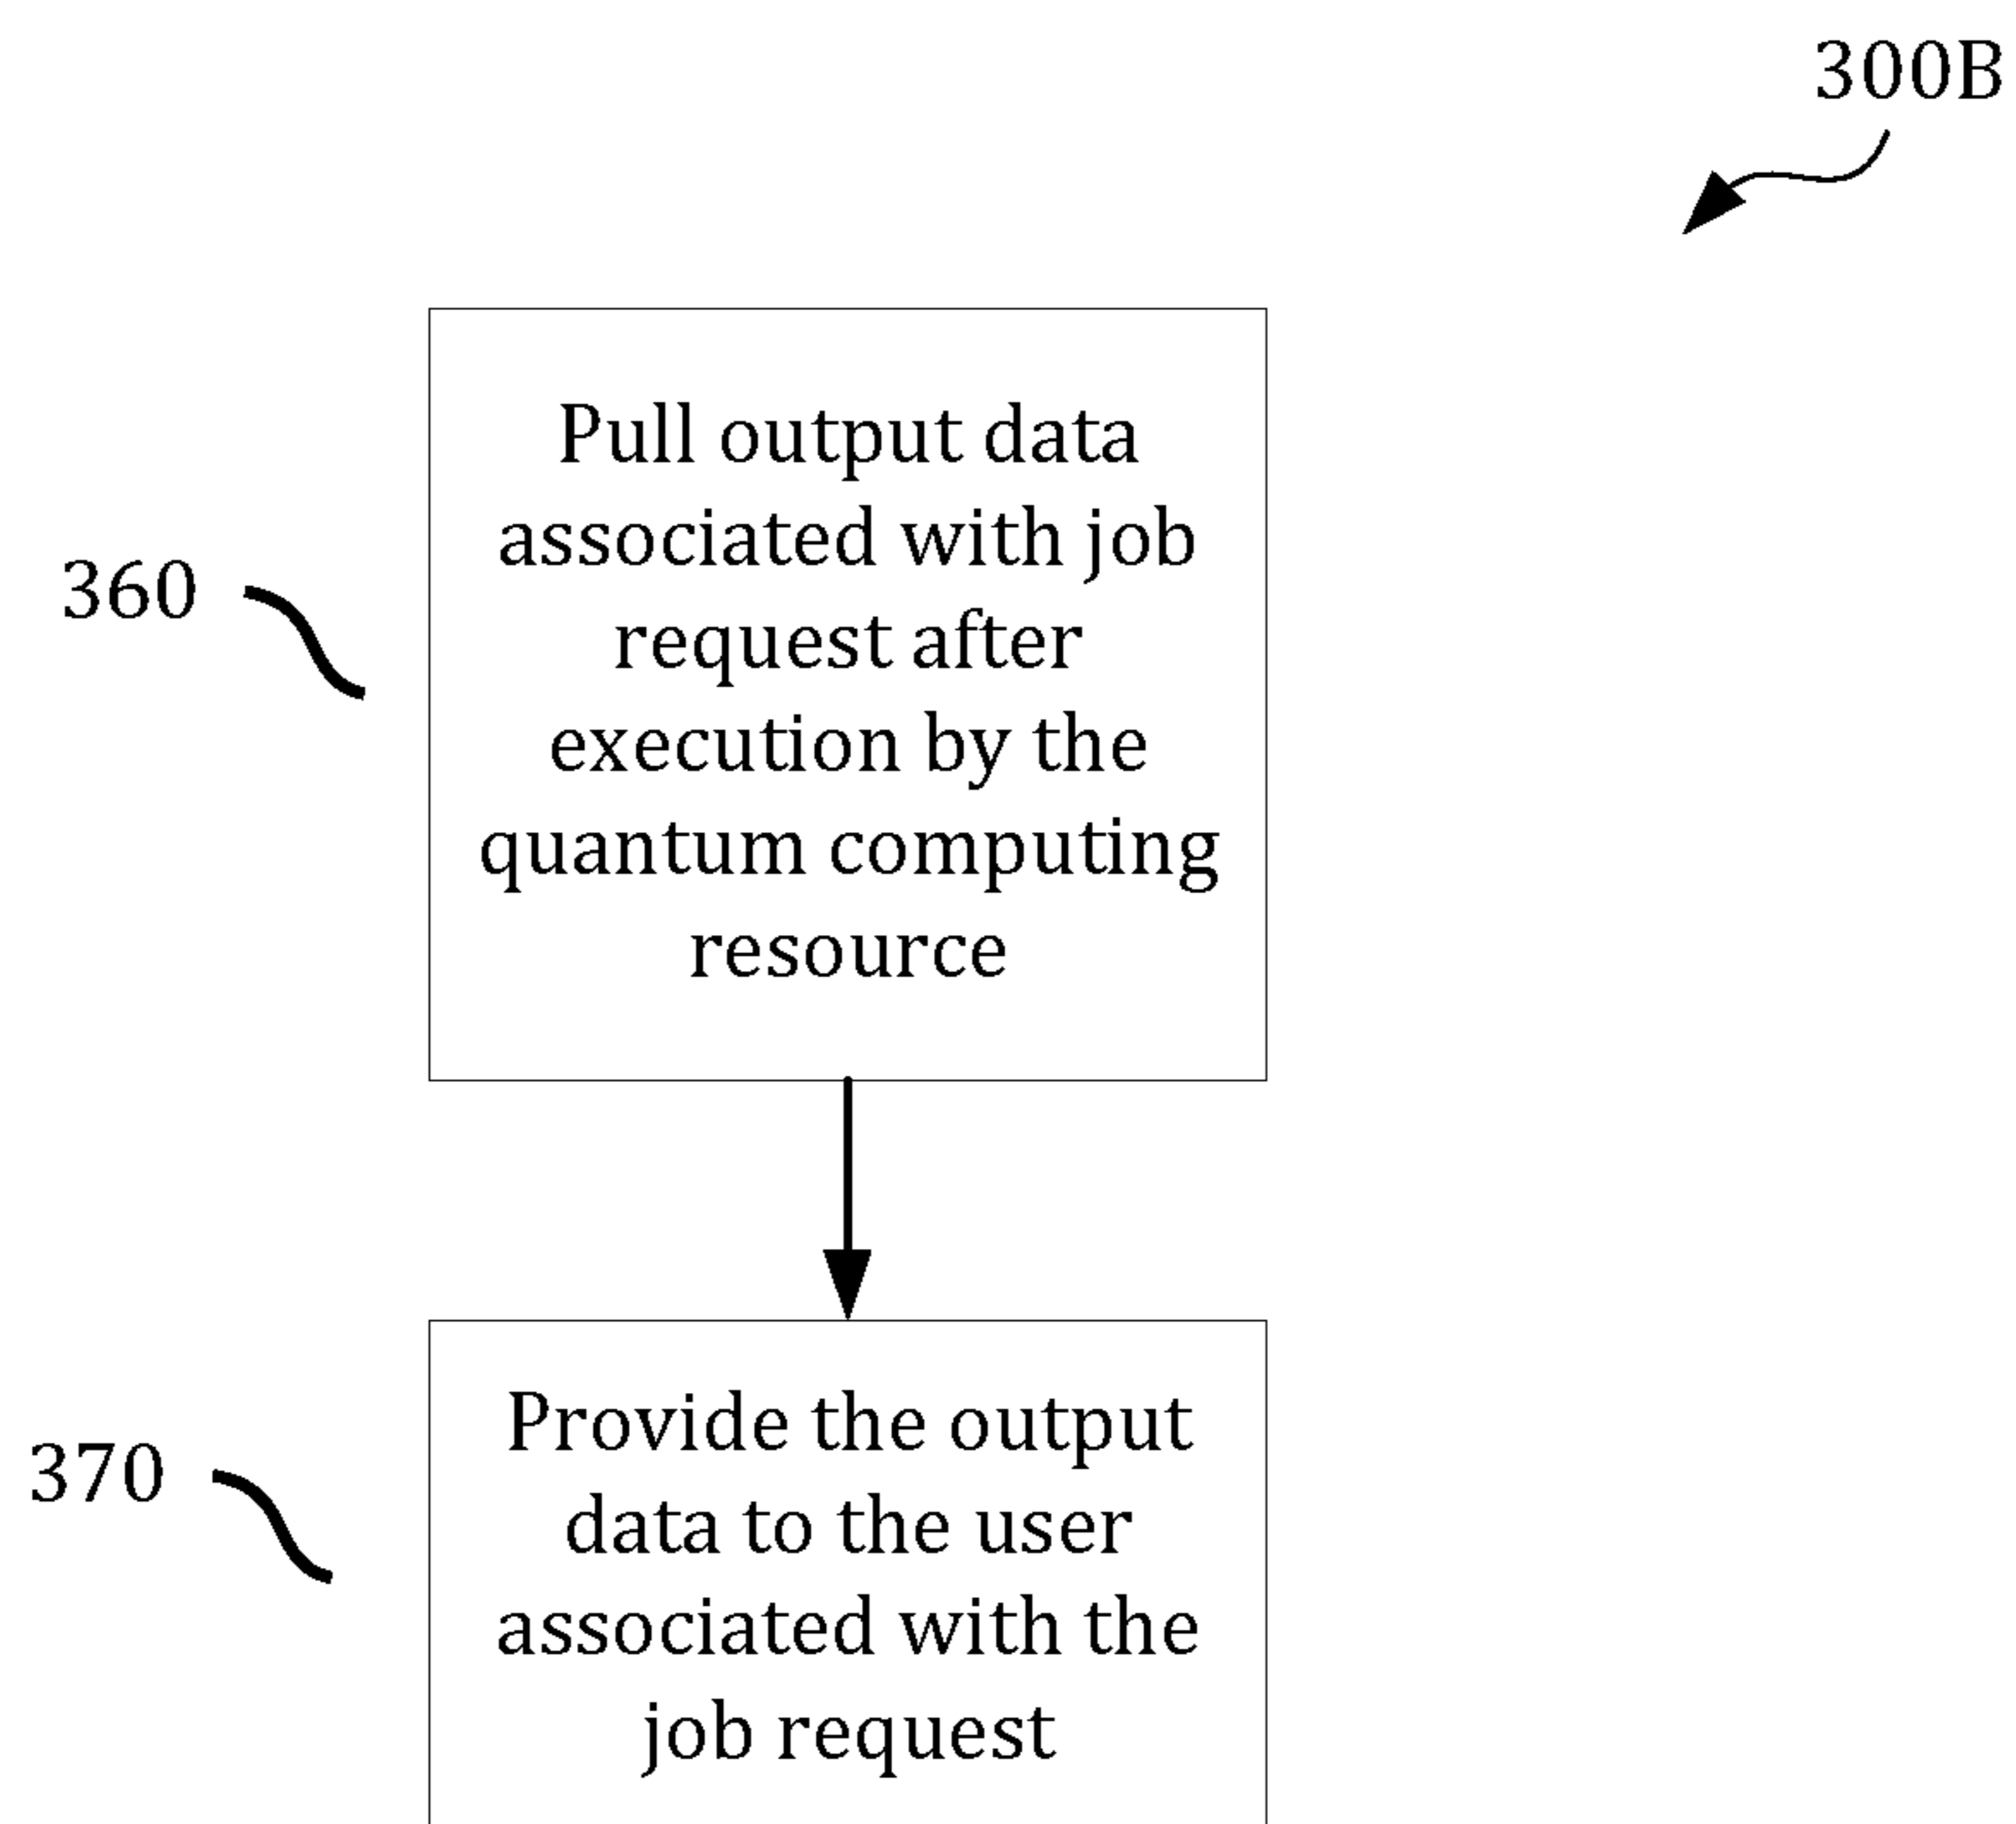 300B
Pull output data
associated with job
request after
execution by the
quantum computing
resource
360
Provide the output
data to the user
associated with the
job request
370